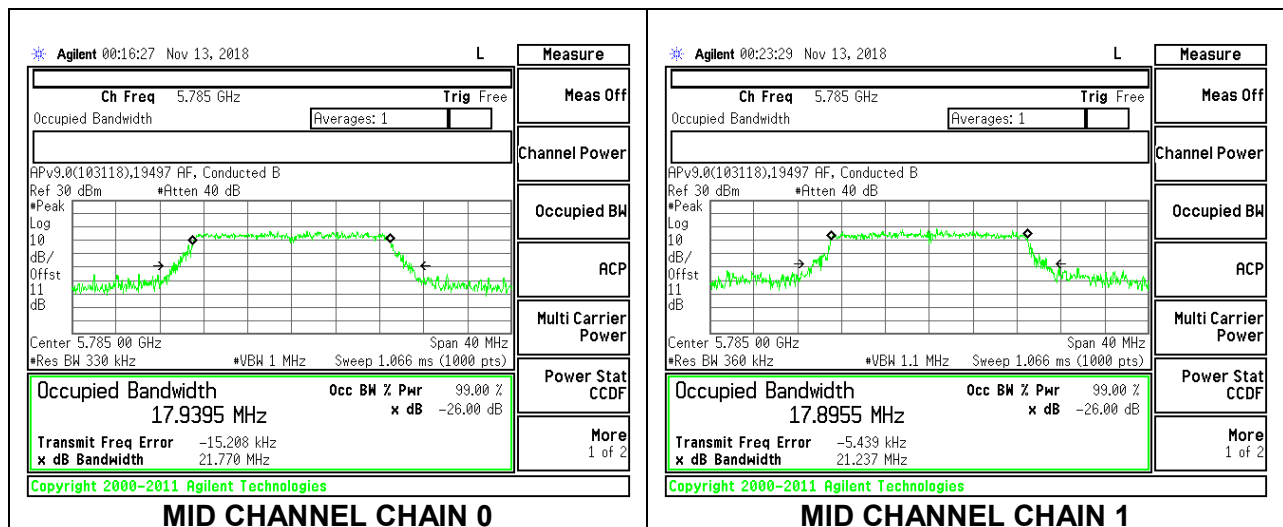 Agilent 00:16:27 Nov 13, 2018 L Measure
Ch Freq 5.785 GHz Trig Free Meas Off
Occupied Bandwidth Averages: 1
Channel Power
APv9.0(103118),19497 AF, Conducted B
Ref 30 dBm #Atten 40 dB
#Peak Occupied BW
Log
10
dB/ ACP
Offst
11
dB Multi Carrier
Power
Center 5.785 00 GHz Span 40 MHz
#Res BW 330 kHz #VBW 1 MHz Sweep 1.066 ms (1000 pts)
Power Stat
CCDF
Occupied Bandwidth Occ BW % Pwr 99.00 %
17.9395 MHz x dB -26.00 dB
Transmit Freq Error -15.208 kHz More
x dB Bandwidth 21.770 MHz 1 of 2
Copyright 2000-2011 Agilent Technologies
MID CHANNEL CHAIN 0
Agilent 00:23:29 Nov 13, 2018 L Measure
Ch Freq 5.785 GHz Trig Free Meas Off
Occupied Bandwidth Averages: 1
Channel Power
APv9.0(103118),19497 AF, Conducted B
Ref 30 dBm #Atten 40 dB
#Peak Occupied BW
Log
10
dB/ ACP
Offst
11
dB Multi Carrier
Power
Center 5.785 00 GHz Span 40 MHz
#Res BW 360 kHz #VBW 1.1 MHz Sweep 1.066 ms (1000 pts)
Power Stat
CCDF
Occupied Bandwidth Occ BW % Pwr 99.00 %
17.8955 MHz x dB -26.00 dB
Transmit Freq Error -5.439 kHz More
x dB Bandwidth 21.237 MHz 1 of 2
Copyright 2000-2011 Agilent Technologies
MID CHANNEL CHAIN 1